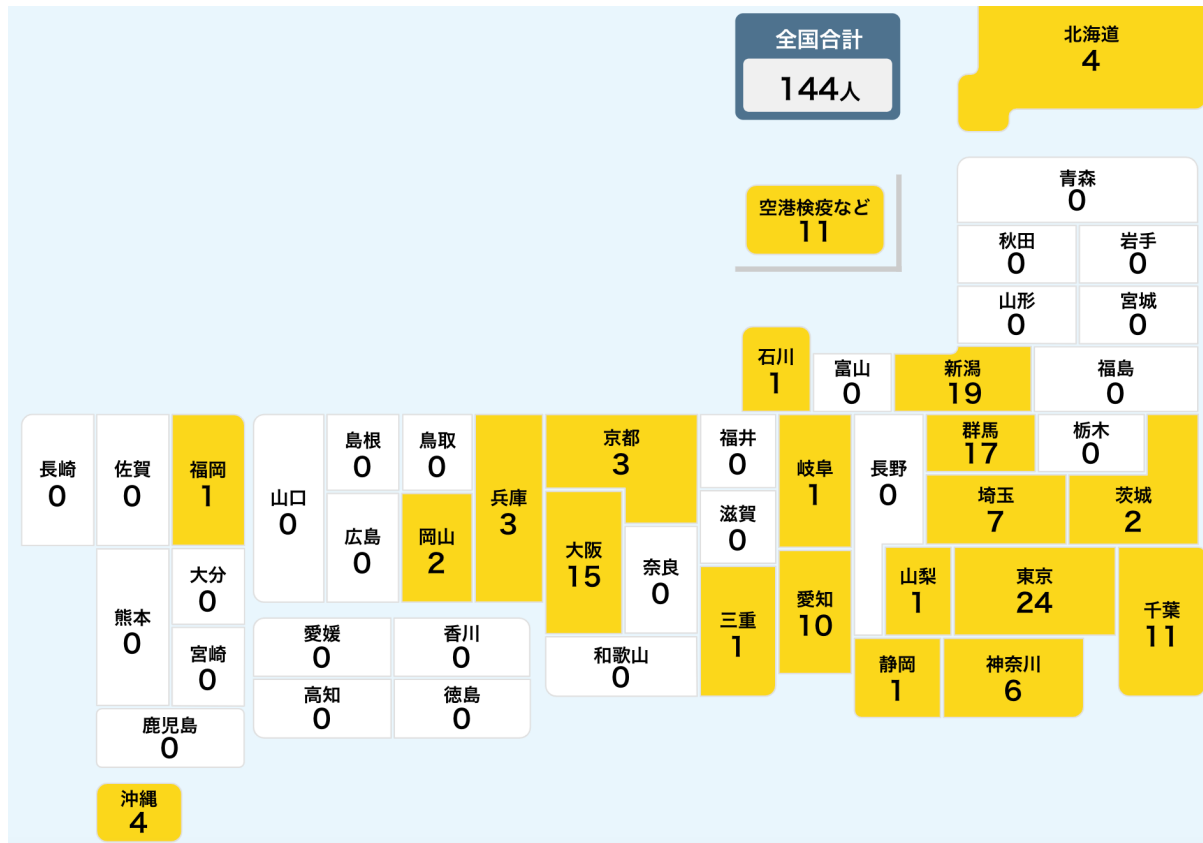 全国合計
144人
北海道
4
空港検疫など
11
青森
0
秋田
0
岩手
0
山形
0
宮城
0
石川
1
富山
0
新潟
19
福島
0
長崎
0
佐賀
0
福岡
1
山口
0
島根
0
鳥取
0
兵庫
3
京都
3
福井
0
岐阜
1
長野
0
群馬
17
栃木
0
広島
0
岡山
2
大阪
15
滋賀
0
埼玉
7
茨城
2
熊本
0
大分
0
奈良
0
三重
1
愛知
10
山梨
1
東京
24
千葉
11
宮崎
0
愛媛
0
香川
0
和歌山
0
静岡
1
神奈川
6
高知
0
徳島
0
鹿児島
0
沖縄
4